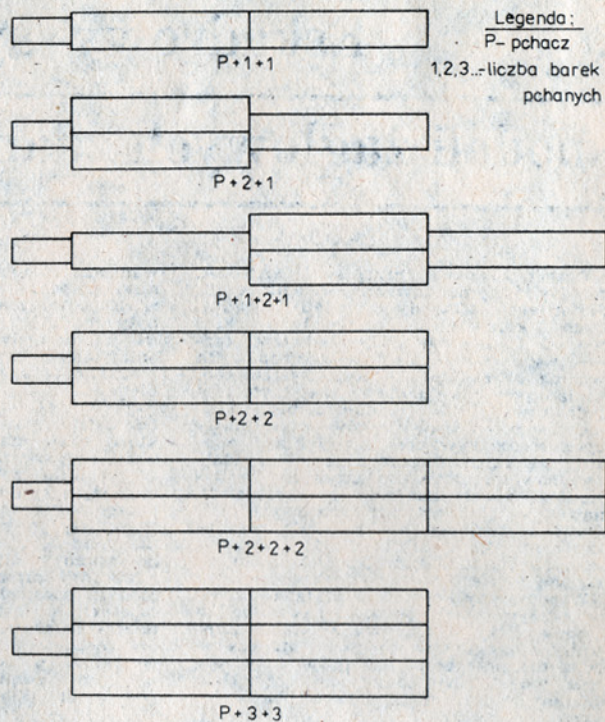 Legenda:
P- pchacz
1,2,3...-liczba barek
pchanych
P+1+1
P+2+1
P+1+2+1
P+2+2
P+2+2+2
P+3+3